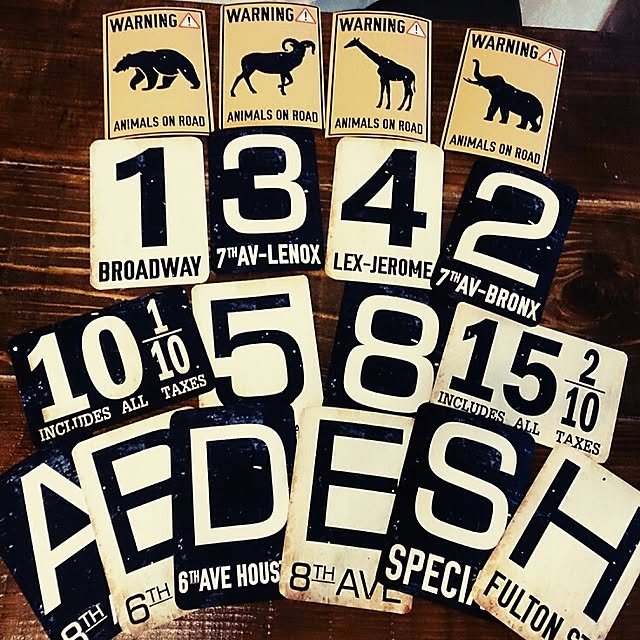 WARNING
ANIMALS ON ROAD
WARNING
ANIMALS ON ROAD
WARNING
ANIMALS ON ROAD
WARNING
ANIMALS ON ROAD
1
BROADWAY
3
7TH AV-LENOX
4
LEX-JEROME
2
7TH AV-BRONX
10 1/10
INCLUDES ALL TAXES
5
8
15 2/10
INCLUDES ALL TAXES
A
8TH
E
6TH
D
6TH AVE HOUS
E
8TH AVE
S
SPECI
H
FULTON ST